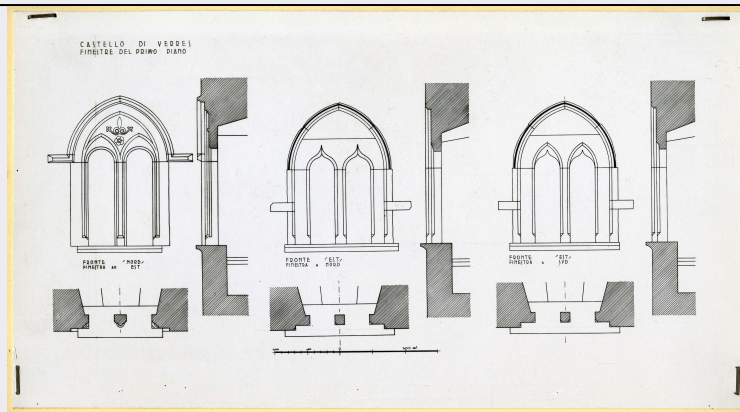 CASTELLO DI VERRES
FINESTRE DEL PRIMO PIANO
FRONTE "NORD"
FINESTRA AD EST
FRONTE "EST"
FINESTRA A NORD
FRONTE "EST"
FINESTRA A SVD